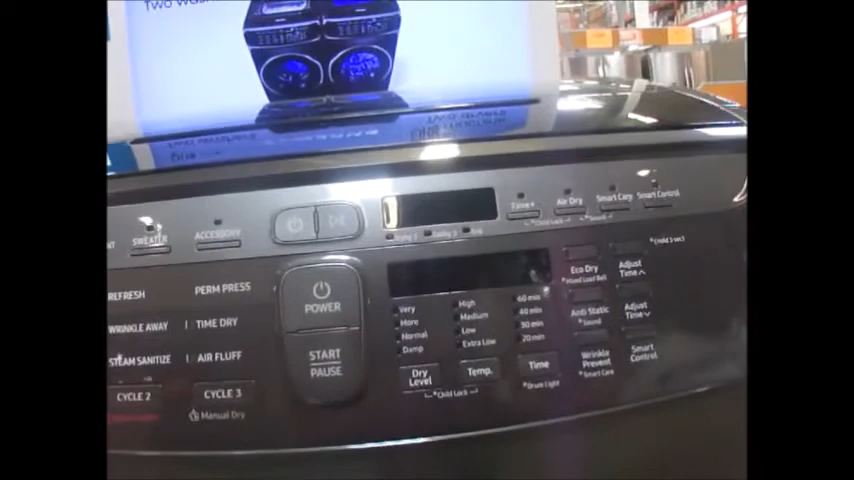 TWO WAS
SWEATER
ACCESSORY
Time+
Air Dry
Smart Care
Smart Control
REFRESH
PERM PRESS
WRINKLE AWAY
TIME DRY
STEAM SANITIZE
AIR FLUFF
CYCLE 2
CYCLE 3
*Manual Dry
POWER
START
PAUSE
Very
More
Normal
Damp
Dry
Level
High
Medium
Low
Extra Low
Temp.
*Child Lock
60 min
40 min
30 min
20 min
Time
*Drum Light
Eco Dry
*Mixed Load Bell
Anti Static
*Sound
Wrinkle
Prevent
*Smart Care
*(Hold 3 sec)
Adjust
Time
Adjust
Time
Smart
Control